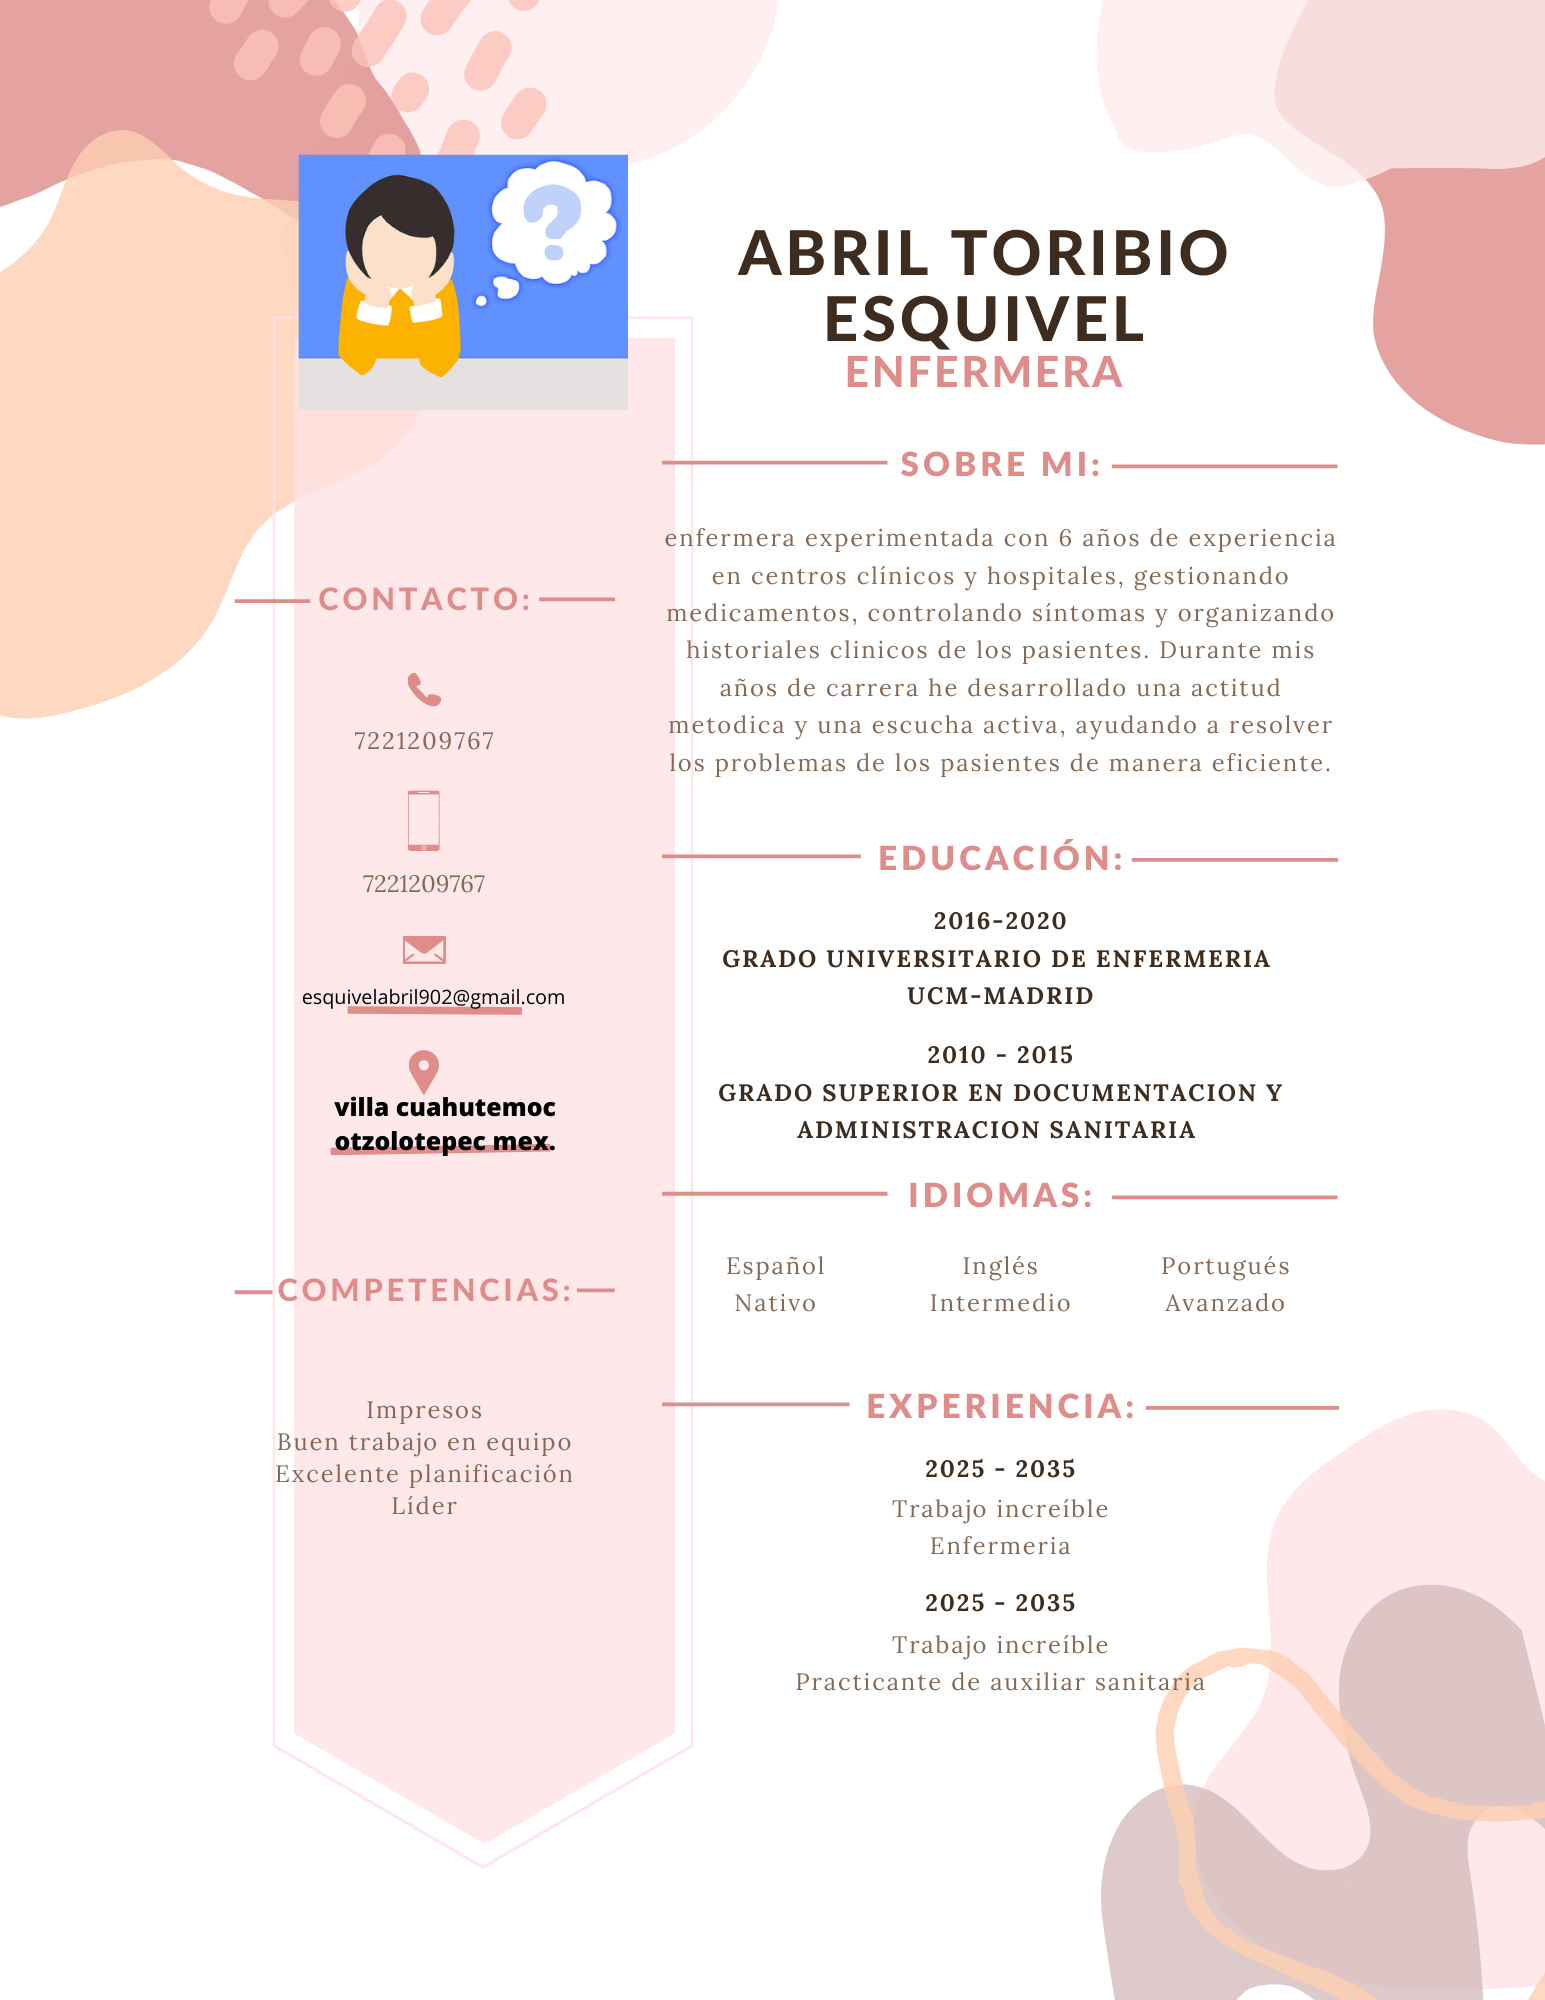 ABRIL TORIBIO
ESQUIVEL
ENFERMERA
SOBRE MI:
enfermera experimentada con 6 años de experiencia
en centros clínicos y hospitales, gestionando
medicamentos, controlando síntomas y organizando
historiales clinicos de los pasientes. Durante mis
años de carrera he desarrollado una actitud
metodica y una escucha activa, ayudando a resolver
los problemas de los pasientes de manera eficiente.
CONTACTO:
7221209767
7221209767
esquivelabril902@gmail.com
villa cuahutemoc
otzolotepec mex.
COMPETENCIAS:
Impresos
Buen trabajo en equipo
Excelente planificación
Líder
EDUCACIÓN:
2016-2020
GRADO UNIVERSITARIO DE ENFERMERIA
UCM-MADRID
2010 - 2015
GRADO SUPERIOR EN DOCUMENTACION Y
ADMINISTRACION SANITARIA
IDIOMAS:
Español Inglés Portugués
Nativo Intermedio Avanzado
EXPERIENCIA:
2025 - 2035
Trabajo increíble
Enfermeria
2025 - 2035
Trabajo increíble
Practicante de auxiliar sanitaria